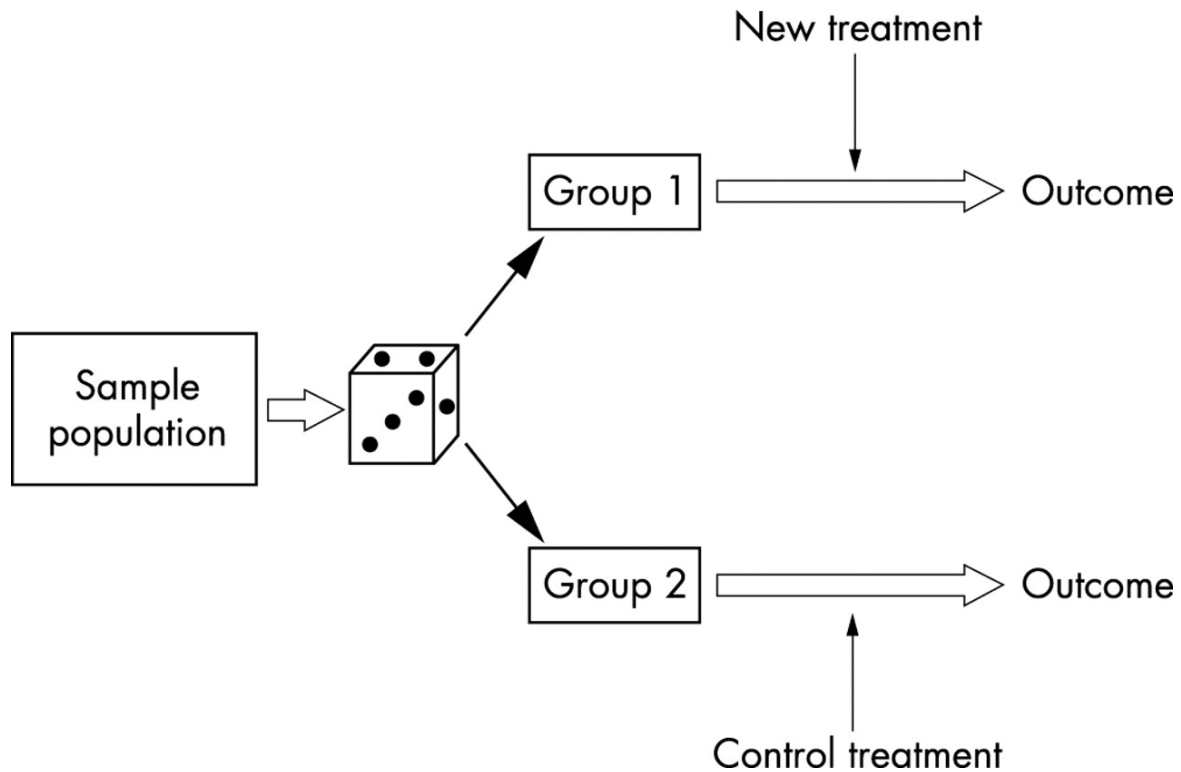 New treatment
Group 1
Outcome
Sample
population
Group 2
Outcome
Control treatment